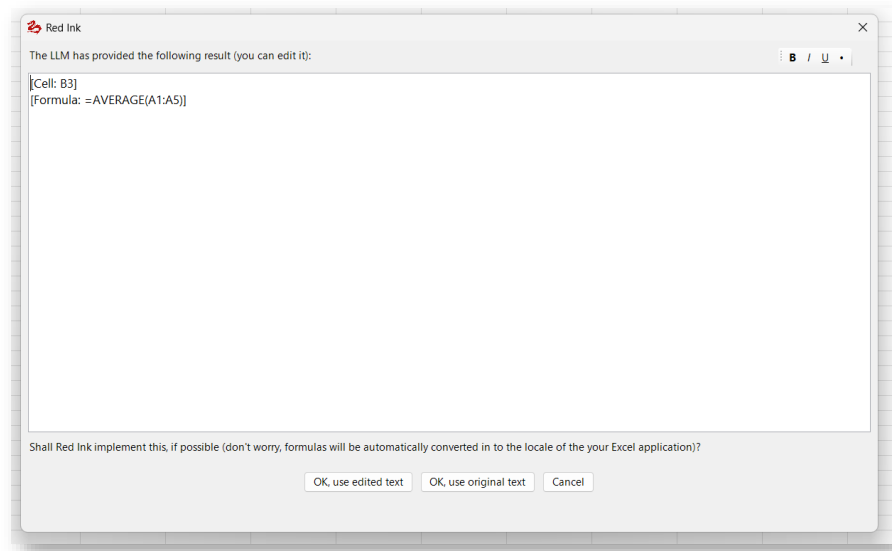 Red Ink
The LLM has provided the following result (you can edit it):
B I U •
[Cell: B3]
[Formula: =AVERAGE(A1:A5)]
Shall Red Ink implement this, if possible (don't worry, formulas will be automatically converted in to the locale of the your Excel application)?
OK, use edited text OK, use original text Cancel